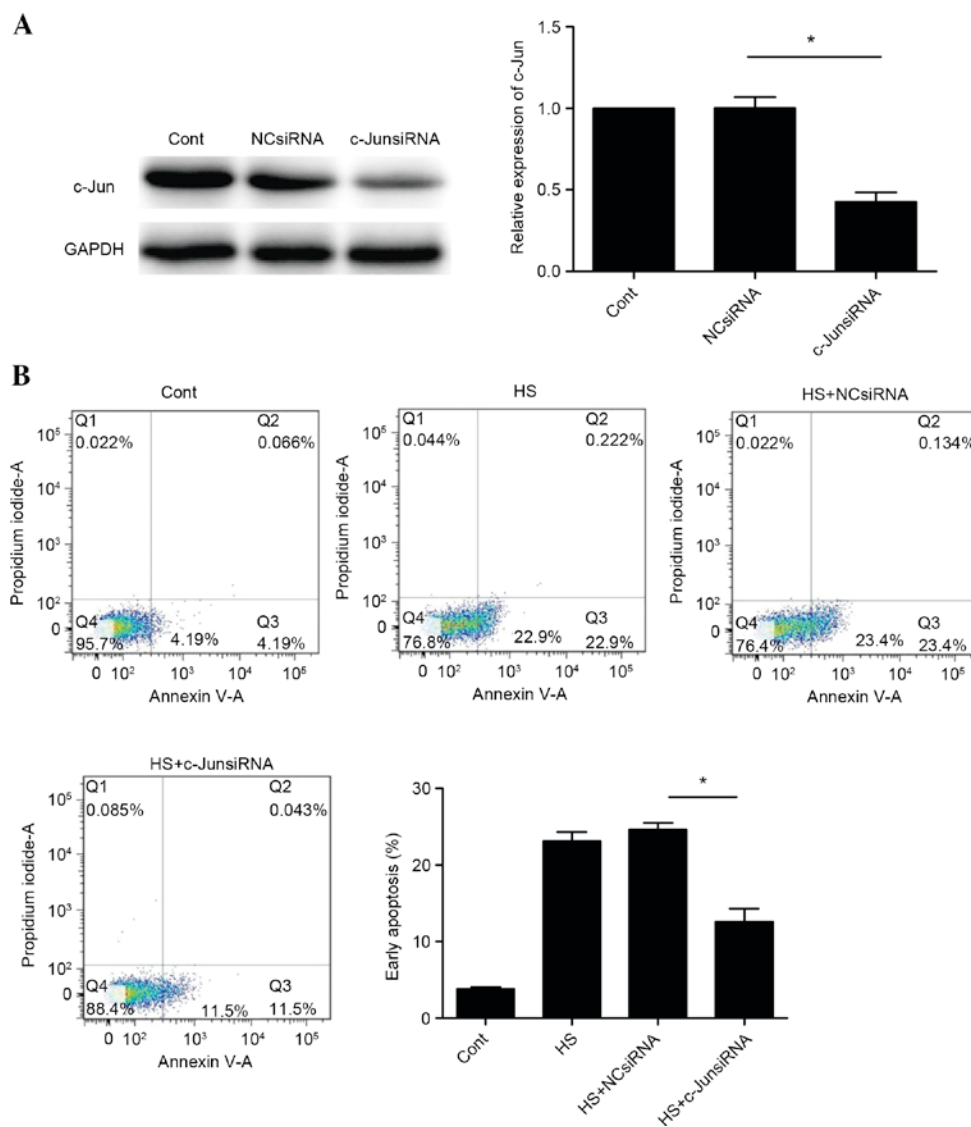 A
Cont NCsiRNA c-JunsiRNA
c-Jun
GAPDH
Relative expression of c-Jun
1.5
1.0
0.5
0.0
*
Cont
NCsiRNA
c-JunsiRNA
B
Cont
Q1
0.022%
Q2
0.066%
Q4
95.7%
4.19%
Q3
4.19%
Propidium iodide-A
10⁵
10⁴
10³
10²
0
0 10² 10³ 10⁴ 10⁵
Annexin V-A
HS
Q1
0.044%
Q2
0.222%
Q4
76.8%
22.9%
Q3
22.9%
Propidium iodide-A
10⁵
10⁴
10³
10²
0
0 10² 10³ 10⁴ 10⁵
Annexin V-A
HS+NCsiRNA
Q1
0.022%
Q2
0.134%
Q4
76.4%
23.4%
Q3
23.4%
Propidium iodide-A
10⁵
10⁴
10³
10²
0
0 10² 10³ 10⁴ 10⁵
Annexin V-A
HS+c-JunsiRNA
Q1
0.085%
Q2
0.043%
Q4
88.4%
11.5%
Q3
11.5%
Propidium iodide-A
10⁵
10⁴
10³
10²
0
0 10² 10³ 10⁴ 10⁵
Annexin V-A
Early apoptosis (%)
30
20
10
0
*
Cont
HS
HS+NCsiRNA
HS+c-JunsiRNA